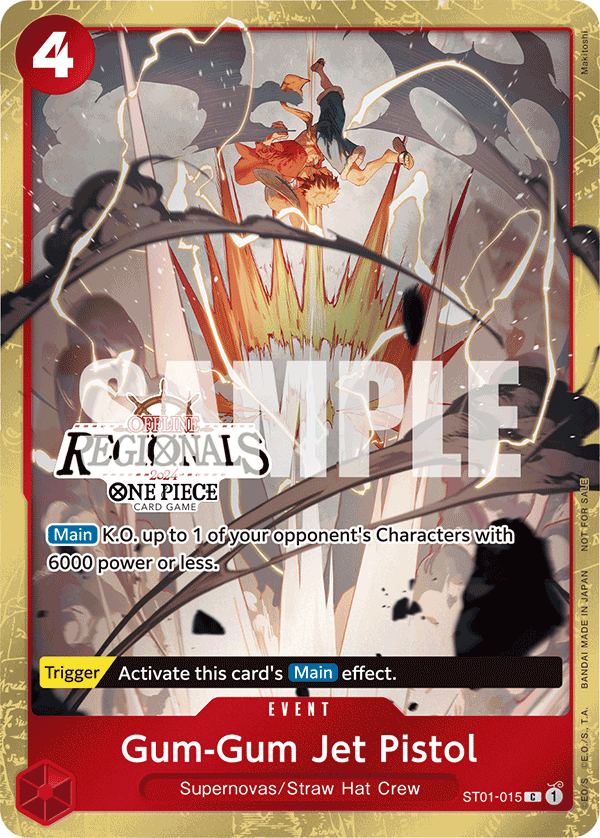 4
Makitoshi
SAMPLE
OFFLINE
REGIONALS
2024
ONE PIECE
CARD GAME
Main K.O. up to 1 of your opponent's Characters with
6000 power or less.
Trigger Activate this card's Main effect.
EVENT
Gum-Gum Jet Pistol
Supernovas/Straw Hat Crew
ST01-015 C 1
©E.O./S. T.A. BANDAI MADE IN JAPAN NOT FOR SALE